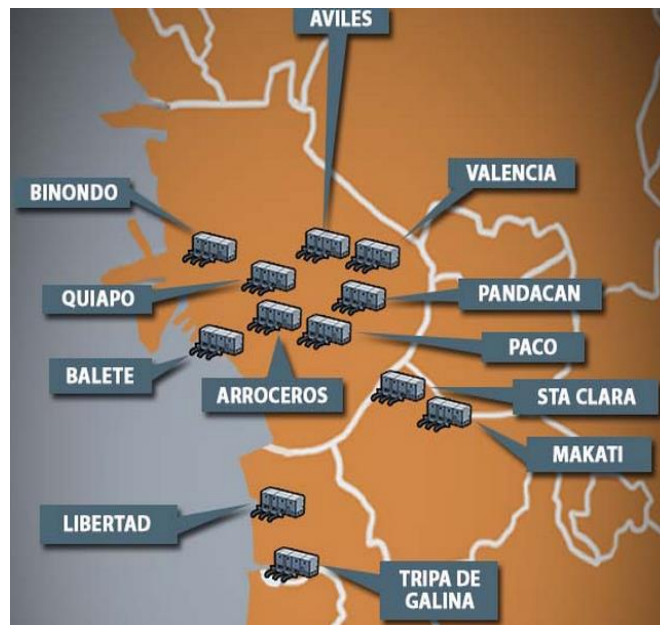 AVILES
VALENCIA
BINONDO
QUIAPO
PANDACAN
PACO
BALETE
ARROCEROS
STA CLARA
MAKATI
LIBERTAD
TRIPA DE
GALINA